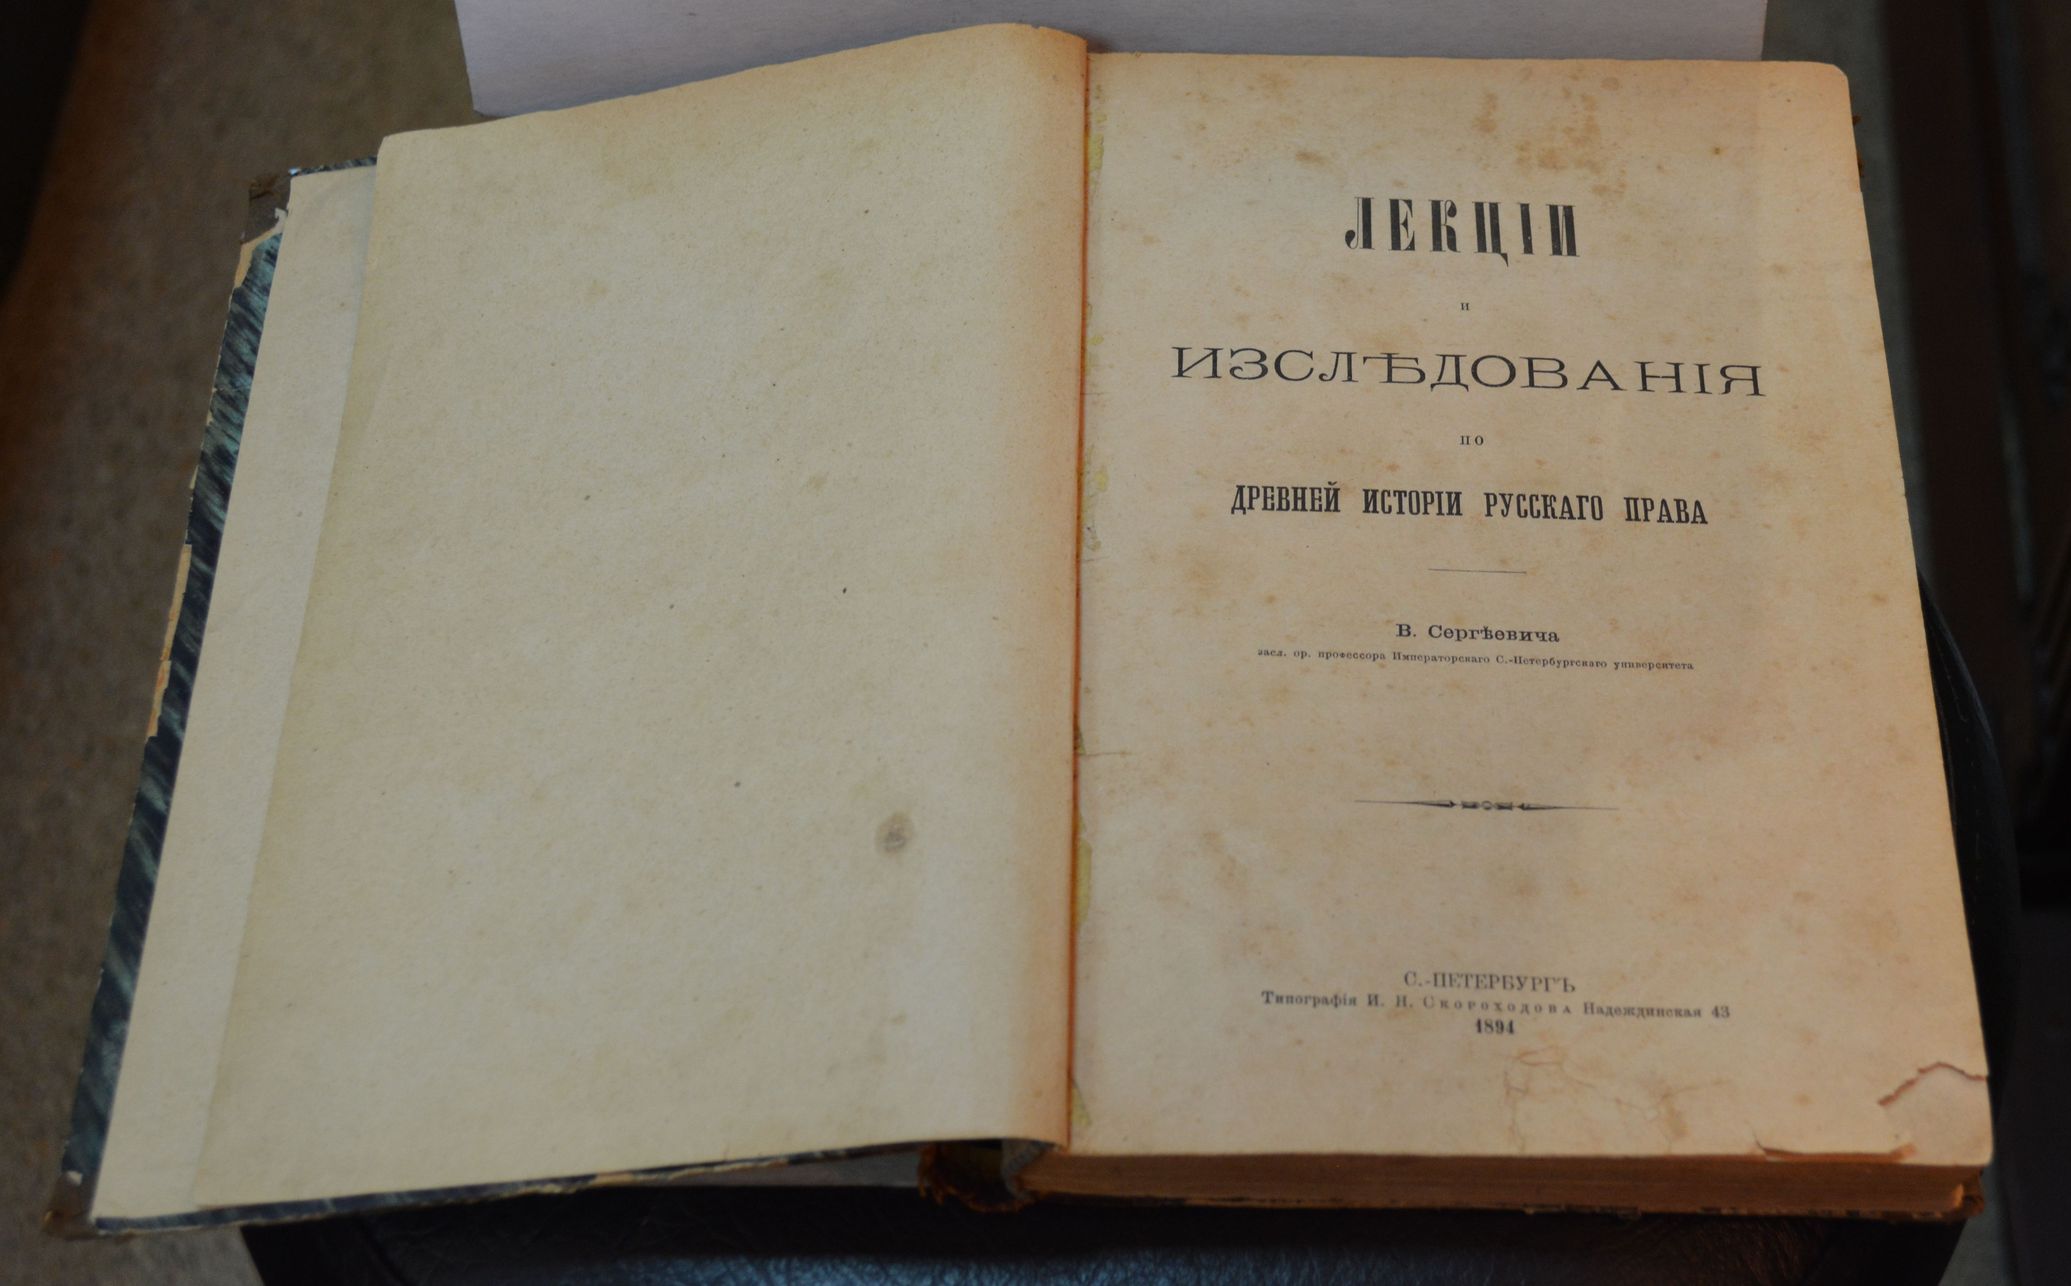 ЛЕКЦІИ
и
ИЗСЛѢДОВАНІЯ
по
ДРЕВНЕЙ ИСТОРІИ РУССКАГО ПРАВА
В. Сергѣевича
засл. ор. профессора Императорскаго С.-Петербургскаго университета
С.-ПЕТЕРБУРГЪ
Типографія И. Н. Скороходова Надеждинская 43
1894